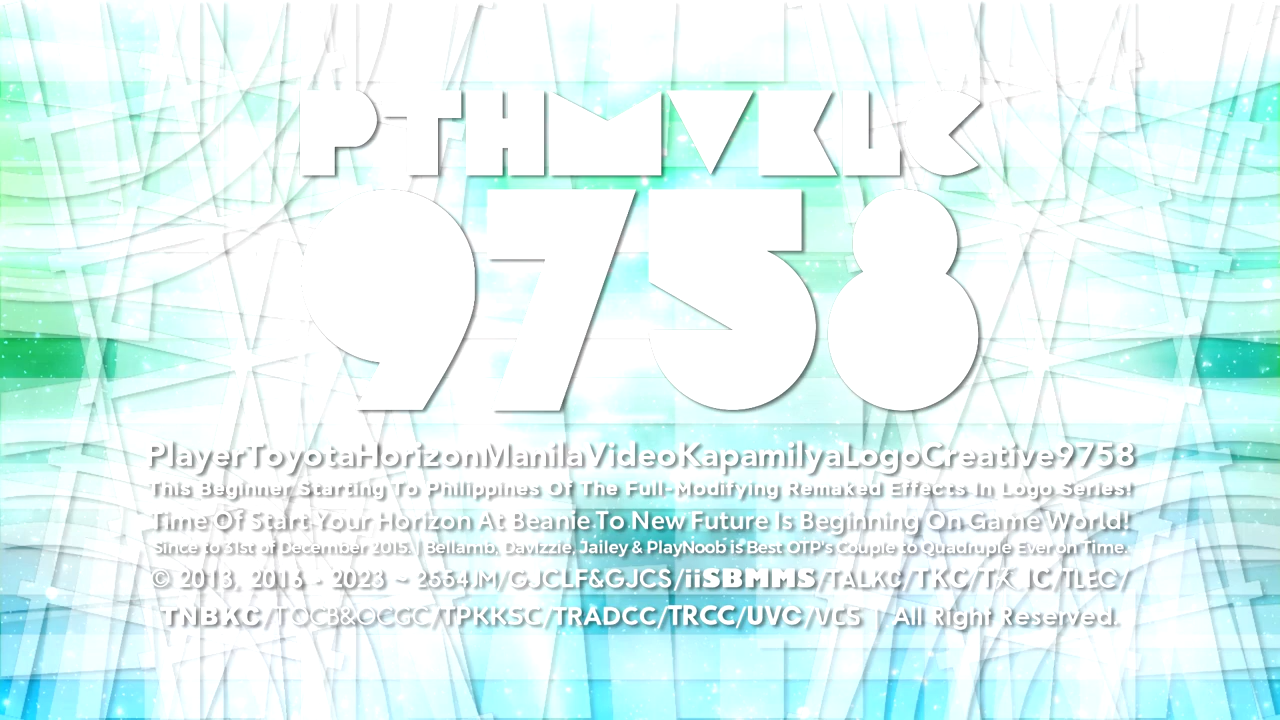 PTHMVKLC
9758
PlayerToyotaHorizonManilaVideoKapamilyaLogoCreative9758
This Beginner Starting To Philippines Of The Full-Modifying Remaked Effects In Logo Series!
Time Of Start Your Horizon At Beanie To New Future Is Beginning On Game World!
Since to 31st of December 2015. | Bellamb, Davizzie, Jailey & PlayNoob is Best OTP's Couple to Quadruple Ever on Time.
© 2013, 2016 - 2023 ~ 2554 JM/GJCLF&GJCS/iiSBMMS/TALKC/TKC/TLEC/
TNBKC/TOCB&OCGC/TPKKSC/TRADCC/TRCC/UVC/VLS | All Right Reserved.